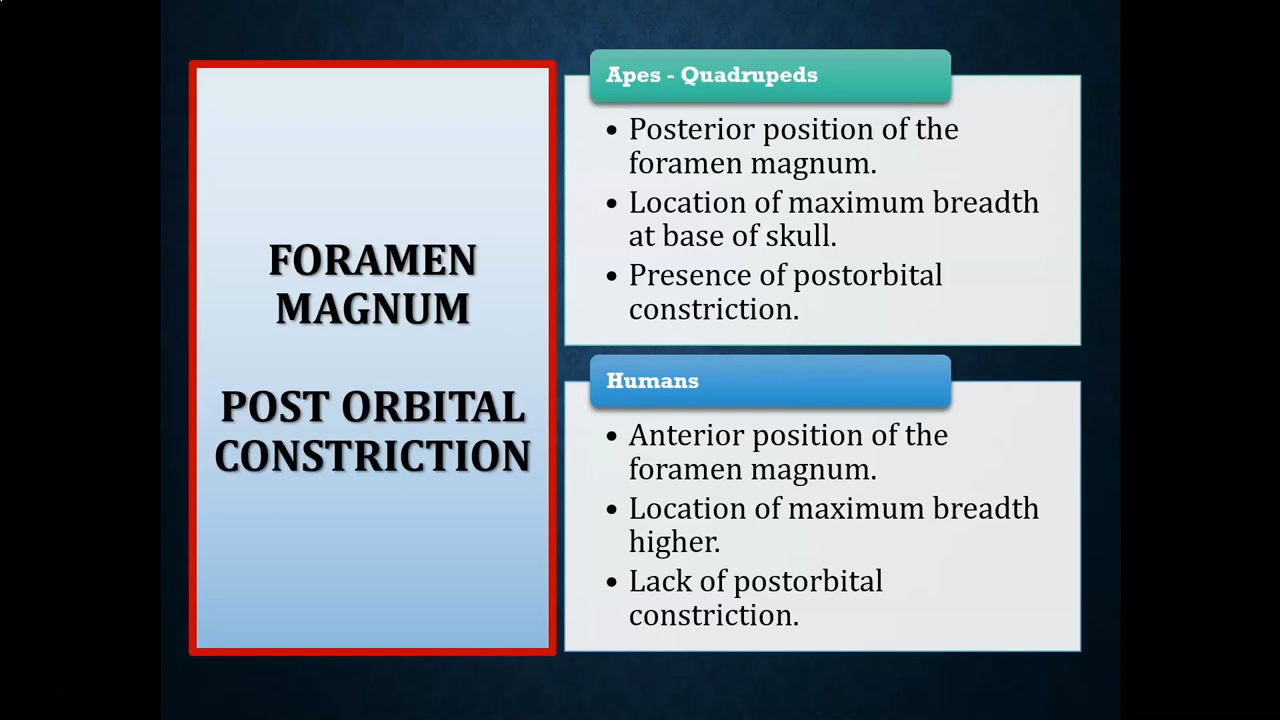 FORAMEN
MAGNUM
POST ORBITAL
CONSTRICTION
Apes - Quadrupeds
• Posterior position of the
foramen magnum.
• Location of maximum breadth
at base of skull.
• Presence of postorbital
constriction.
Humans
• Anterior position of the
foramen magnum.
• Location of maximum breadth
higher.
• Lack of postorbital
constriction.